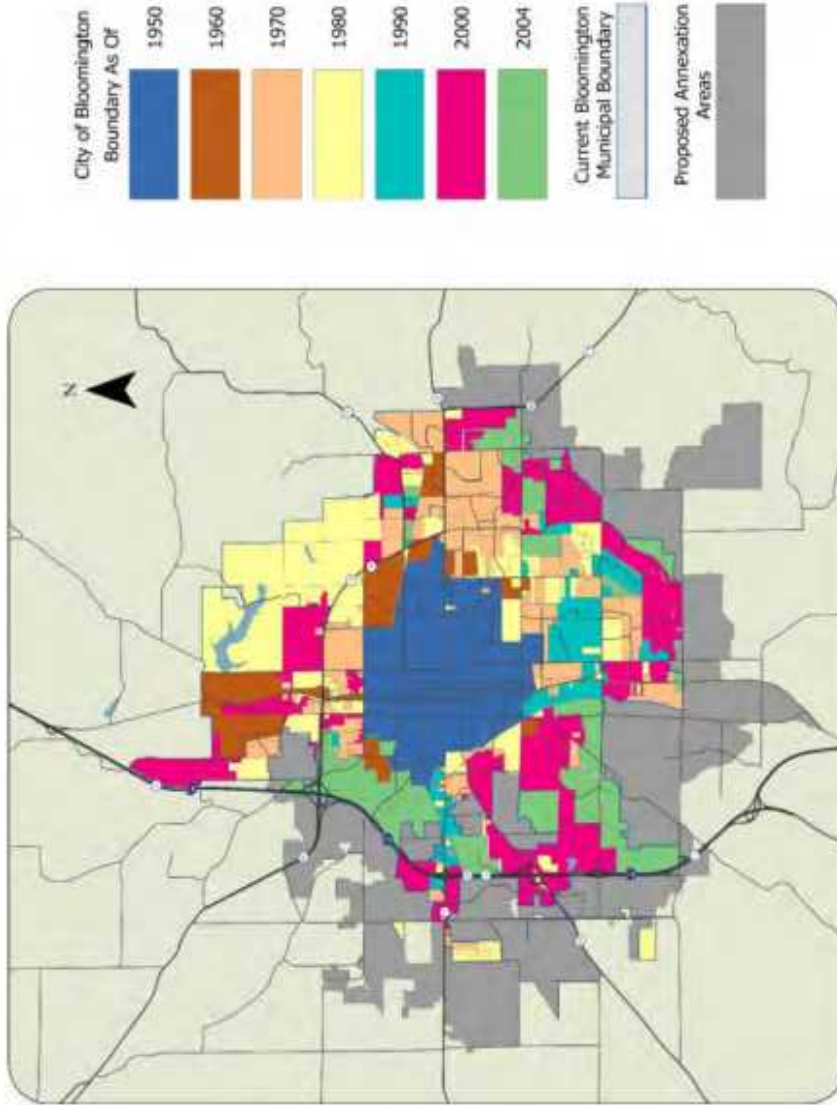 City of Bloomington
Boundary As Of
1950
1960
1970
1980
1990
2000
2004
Current Bloomington
Municipal Boundary
Proposed Annexation
Areas
N